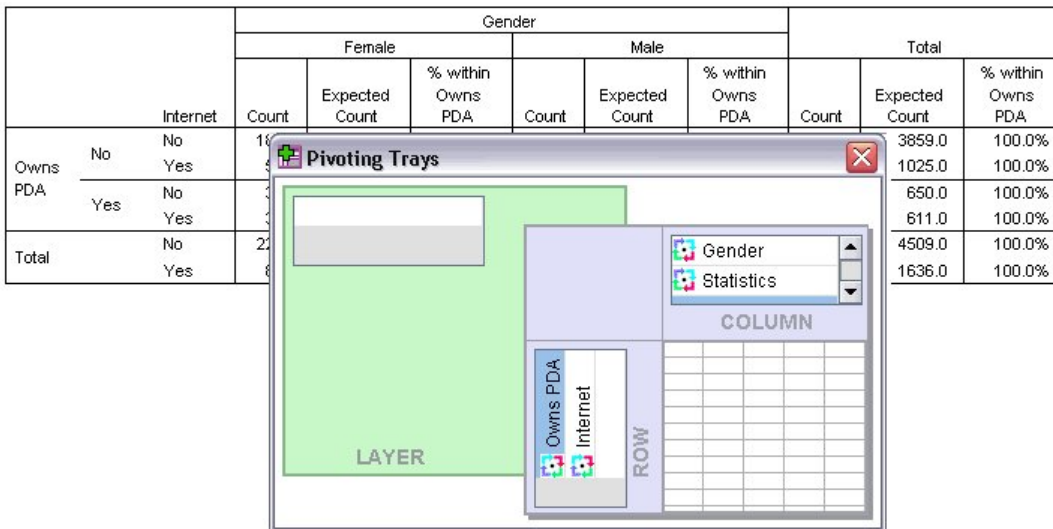 Gender
Female Male Total
Internet Count Expected Count % within Owns PDA Count Expected Count % within Owns PDA Count Expected Count % within Owns PDA
Owns PDA No No 3859.0 100.0%
Yes 1025.0 100.0%
Yes No 650.0 100.0%
Yes 611.0 100.0%
Total No 4509.0 100.0%
Yes 1636.0 100.0%
Pivoting Trays
Gender
Statistics
COLUMN
Owns PDA
Internet
ROW
LAYER